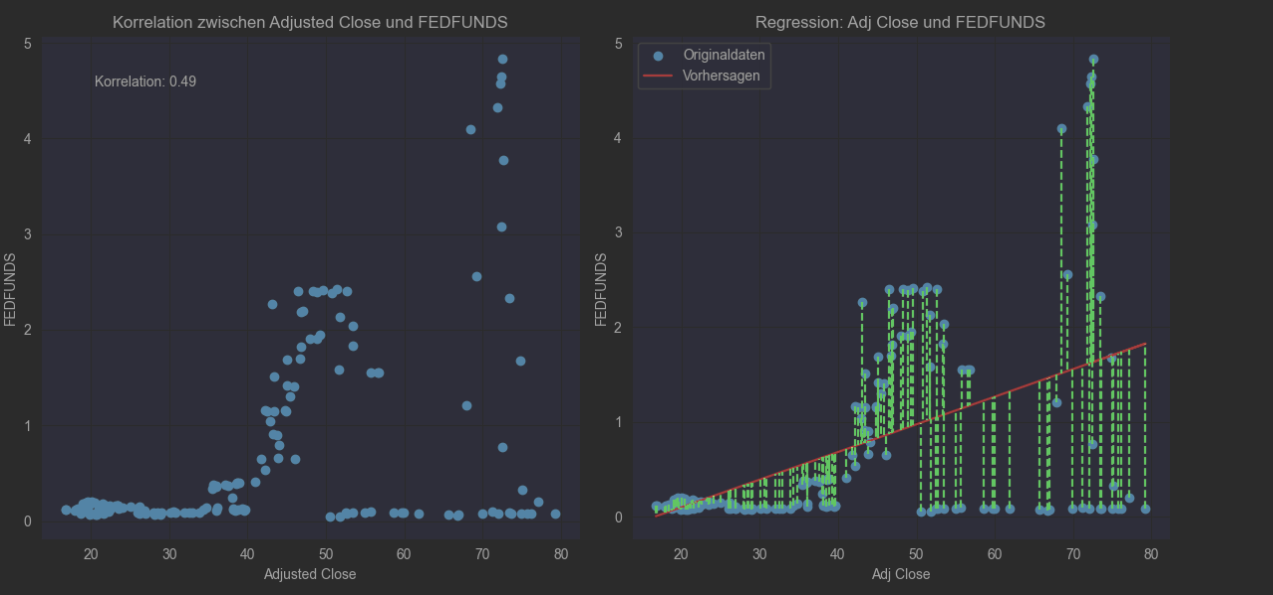 Korrelation zwischen Adjusted Close und FEDFUNDS
Korrelation: 0.49
5
4
3
2
1
0
FEDFUNDS
20 30 40 50 60 70 80
Adjusted Close
Regression: Adj Close und FEDFUNDS
Originaldaten
Vorhersagen
5
4
3
2
1
0
FEDFUNDS
20 30 40 50 60 70 80
Adj Close